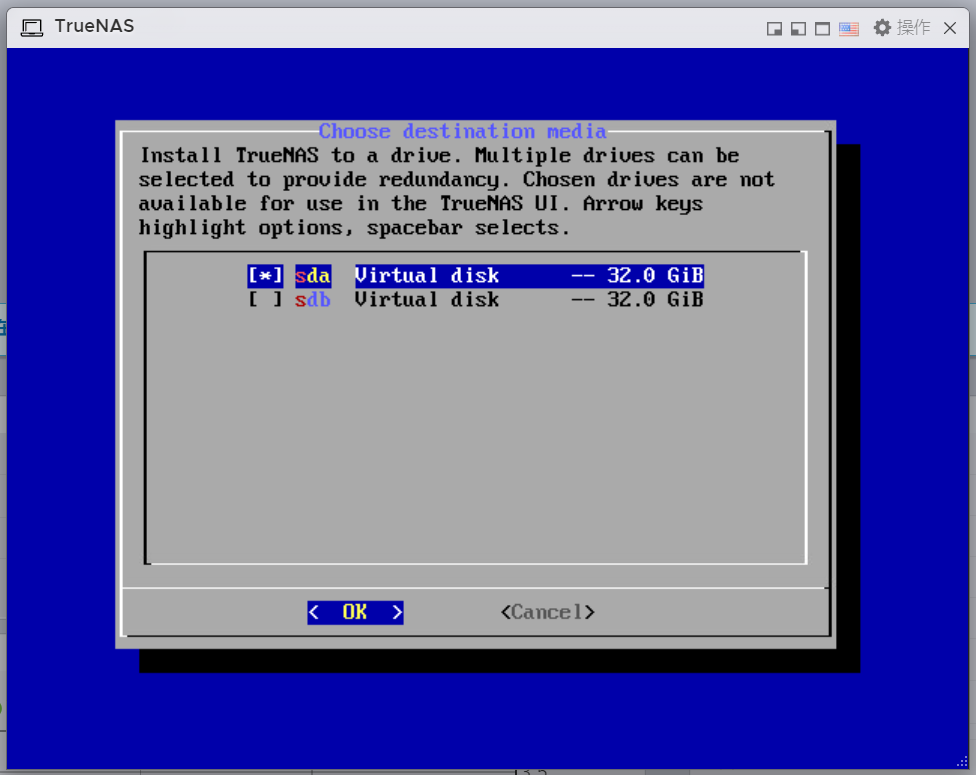 TrueNAS
操作
Choose destination media
Install TrueNAS to a drive. Multiple drives can be
selected to provide redundancy. Chosen drives are not
available for use in the TrueNAS UI. Arrow keys
highlight options, spacebar selects.
[*] sda Virtual disk -- 32.0 GiB
[ ] sdb Virtual disk -- 32.0 GiB
< OK > <Cancel>